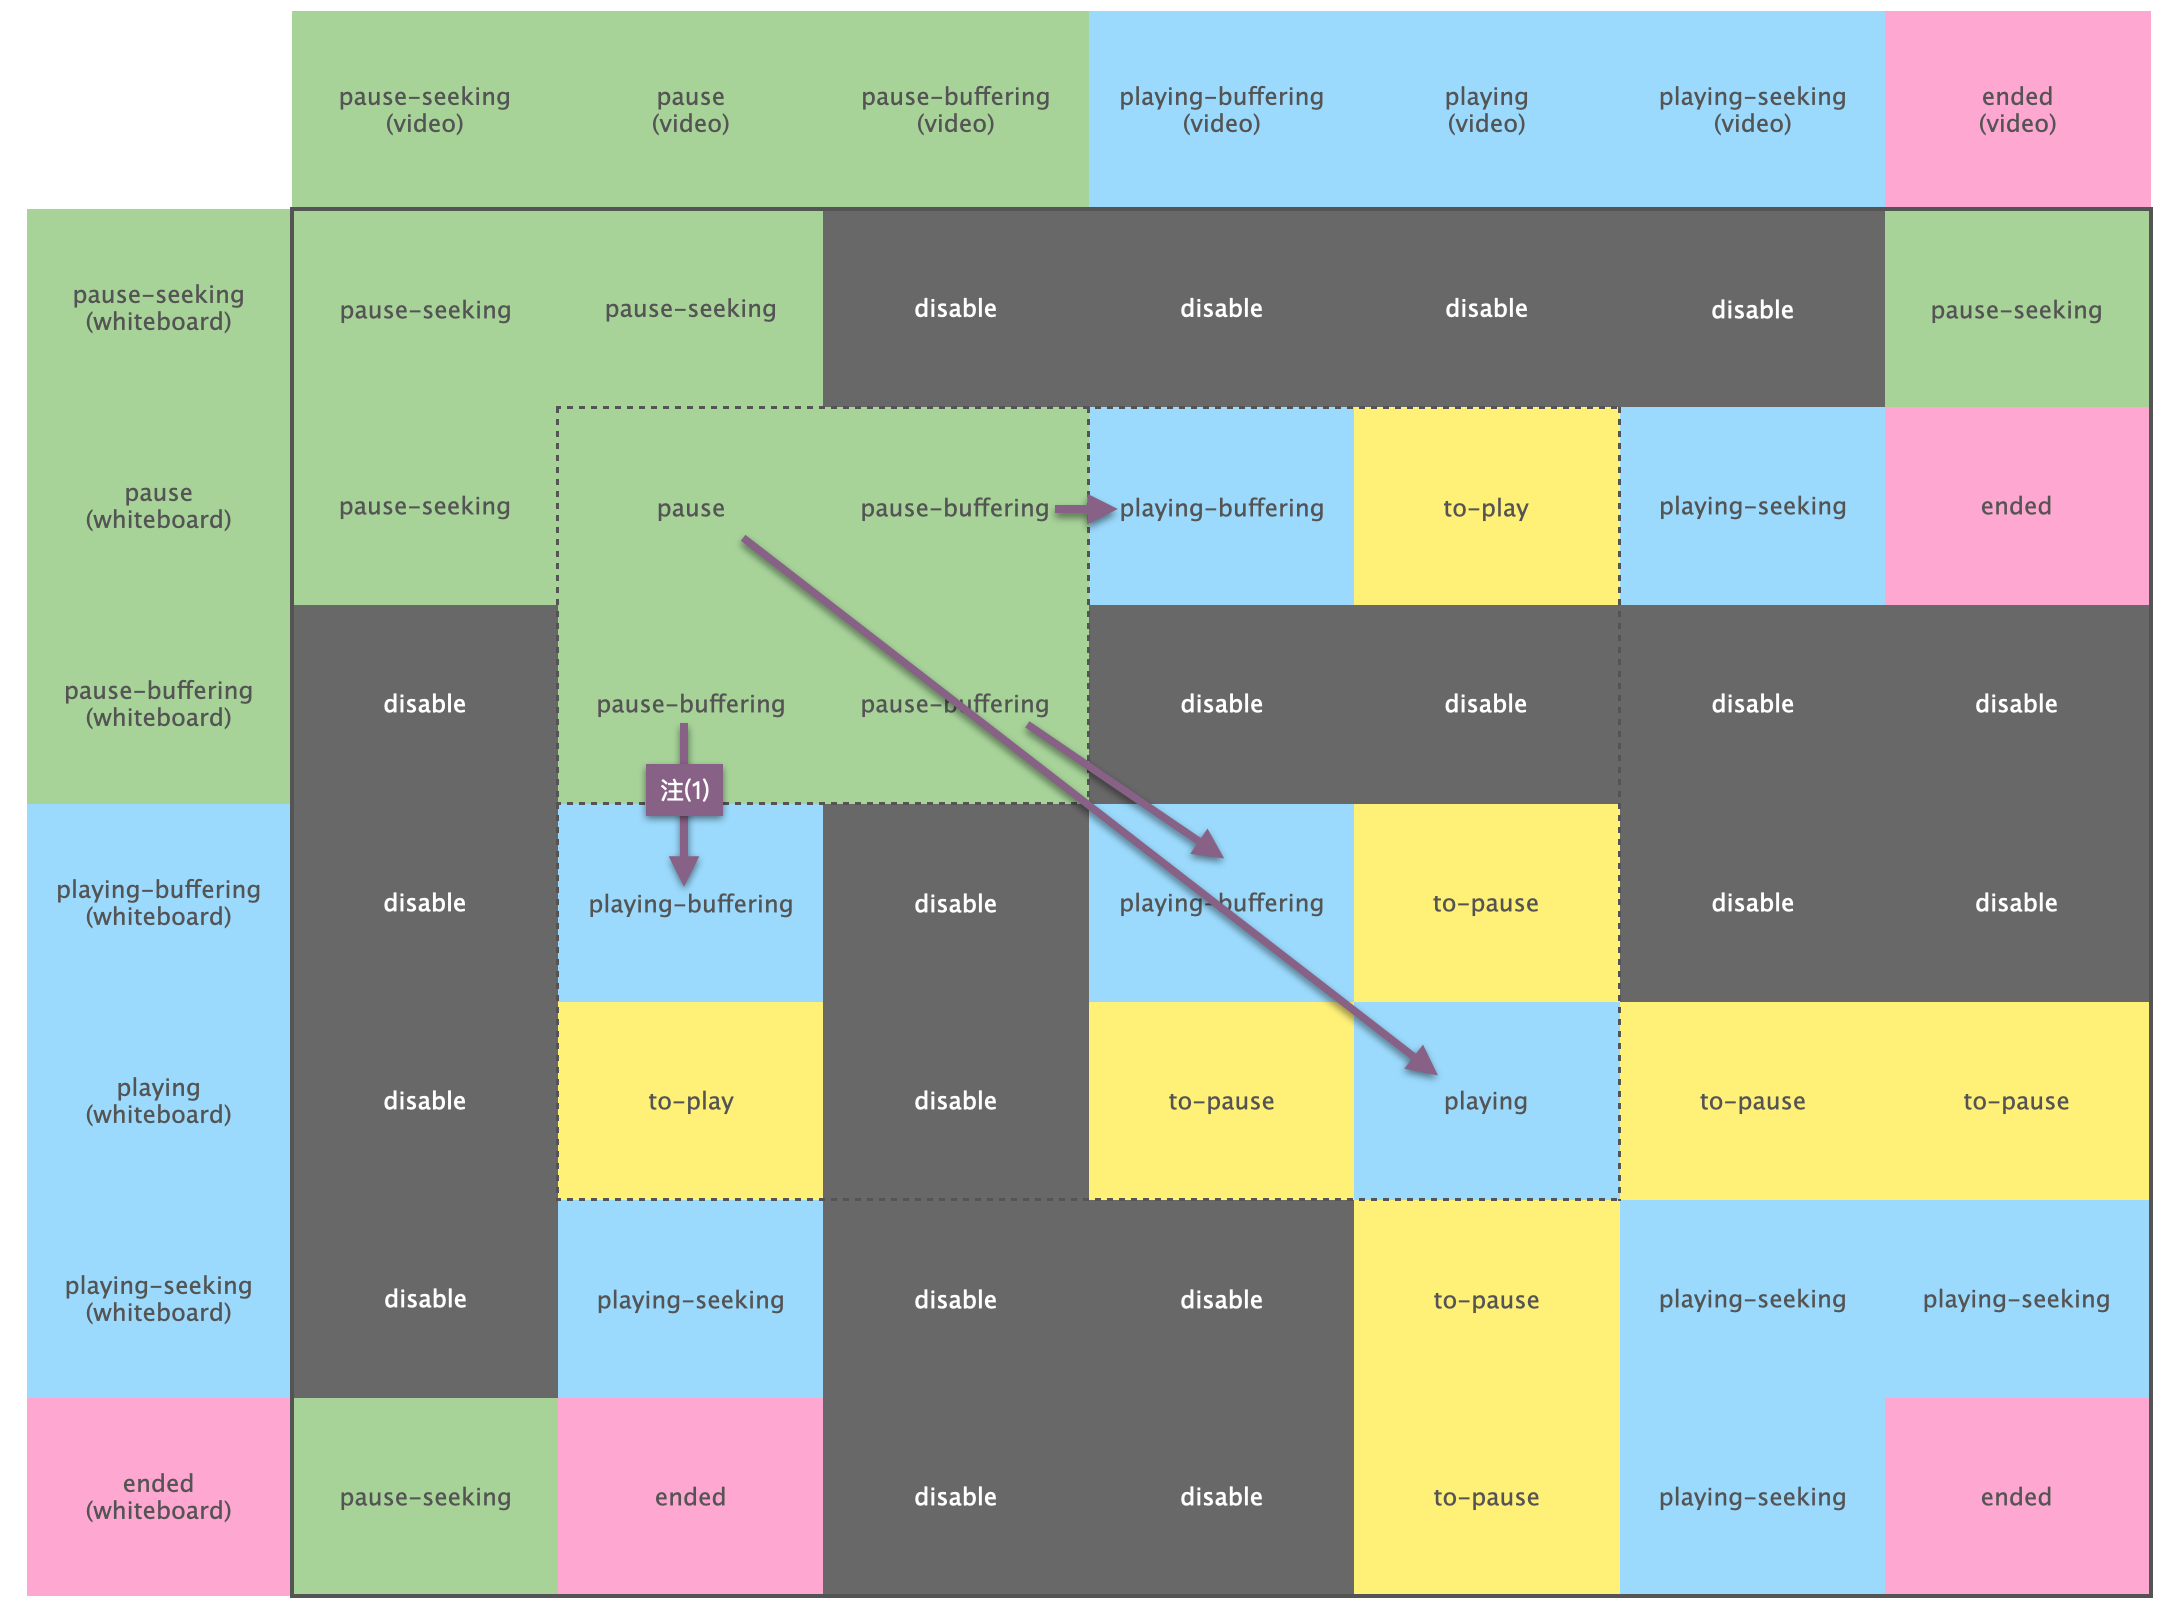 pause-seeking
(video)
pause
(video)
pause-buffering
(video)
playing-buffering
(video)
playing
(video)
playing-seeking
(video)
ended
(video)
pause-seeking
(whiteboard)
pause-seeking
pause-seeking
disable
disable
disable
disable
pause-seeking
pause
(whiteboard)
pause-seeking
pause
pause-buffering
playing-buffering
to-play
playing-seeking
ended
pause-buffering
(whiteboard)
disable
pause-buffering
pause-buffering
disable
disable
disable
disable
注(1)
playing-buffering
(whiteboard)
disable
playing-buffering
disable
playing-buffering
to-pause
disable
disable
playing
(whiteboard)
disable
to-play
disable
to-pause
playing
to-pause
to-pause
playing-seeking
(whiteboard)
disable
playing-seeking
disable
disable
to-pause
playing-seeking
playing-seeking
ended
(whiteboard)
pause-seeking
ended
disable
disable
to-pause
playing-seeking
ended